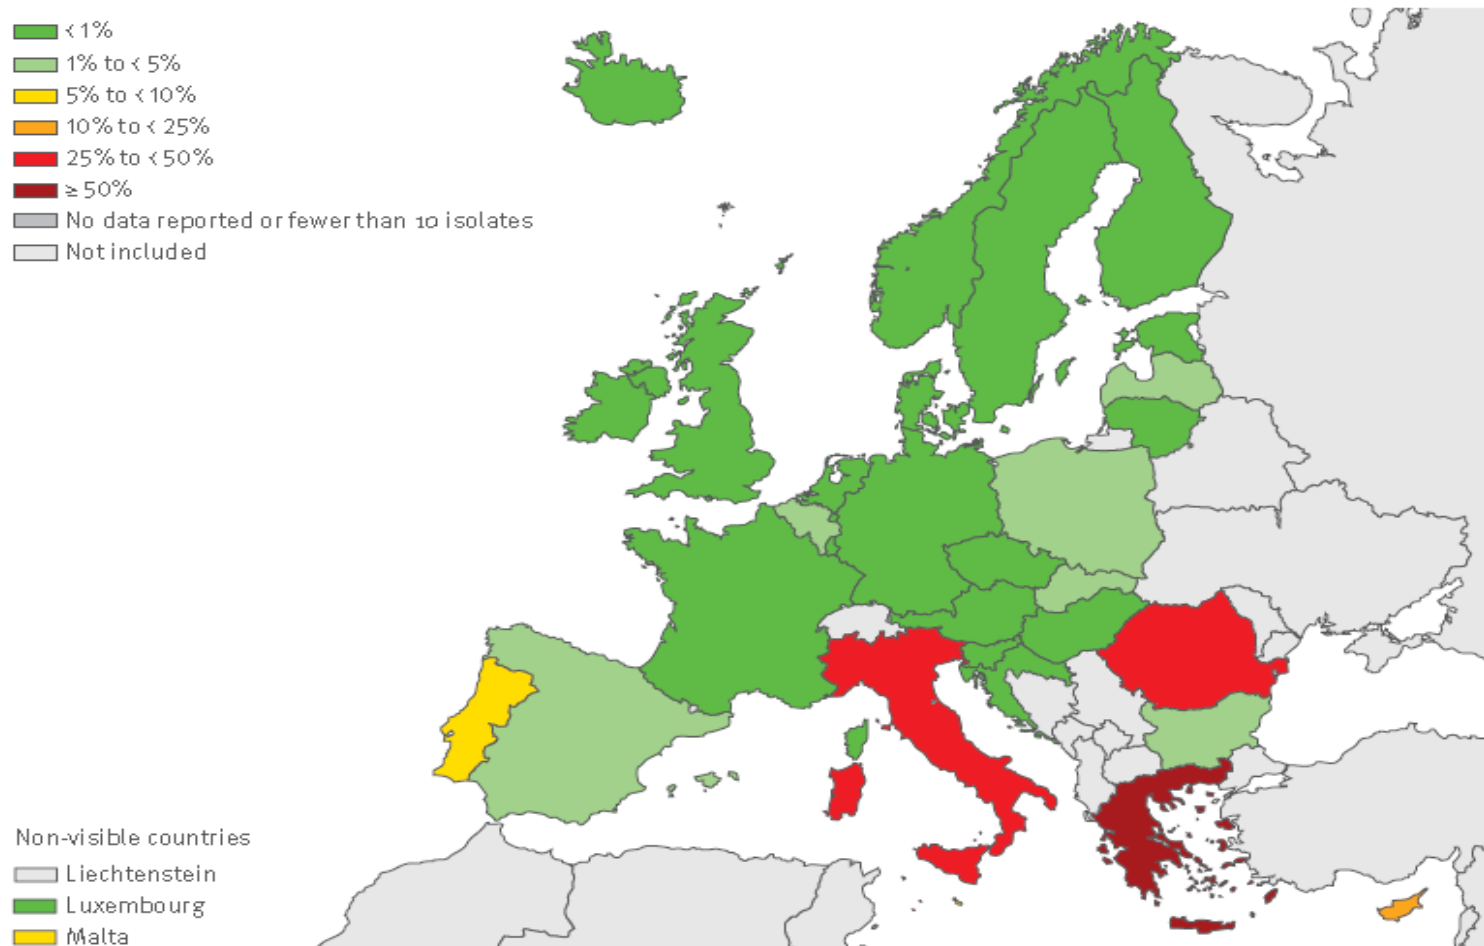 < 1%
1% to < 5%
5% to < 10%
10% to < 25%
25% to < 50%
≥ 50%
No data reported or fewer than 10 isolates
Not included
Non-visible countries
Liechtenstein
Luxembourg
Malta